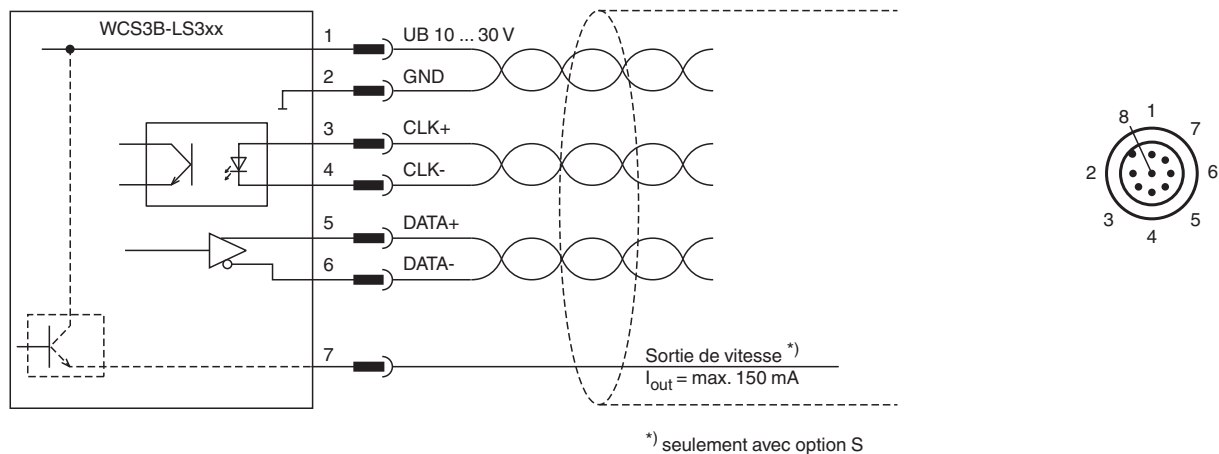 WCS3B-LS3xx
1 UB 10 ... 30 V
2 GND
3 CLK+
4 CLK-
5 DATA+
6 DATA-
7
Sortie de vitesse *)
Iout = max. 150 mA
*) seulement avec option S
8 1 7
2 6
3 5
4